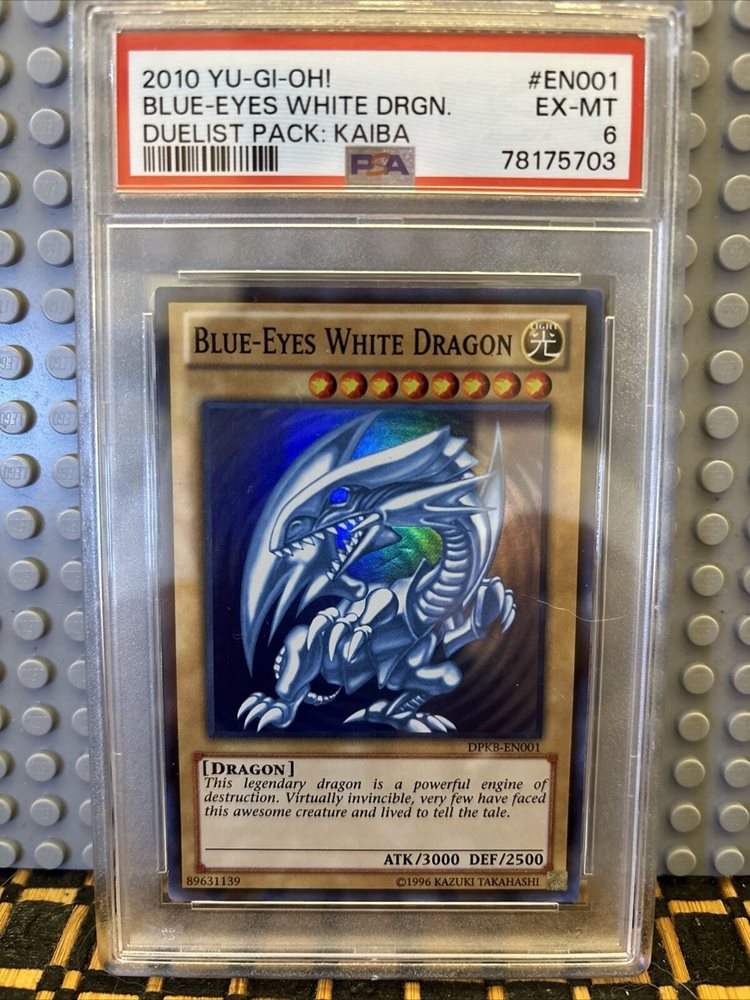 2010 YU-GI-OH! #EN001
BLUE-EYES WHITE DRGN. EX-MT
DUELIST PACK: KAIBA 6
PSA 78175703
BLUE-EYES WHITE DRAGON
LIGHT
光
DPKB-EN001
[DRAGON]
This legendary dragon is a powerful engine of
destruction. Virtually invincible, very few have faced
this awesome creature and lived to tell the tale.
ATK/3000 DEF/2500
89631139 ©1996 KAZUKI TAKAHASHI